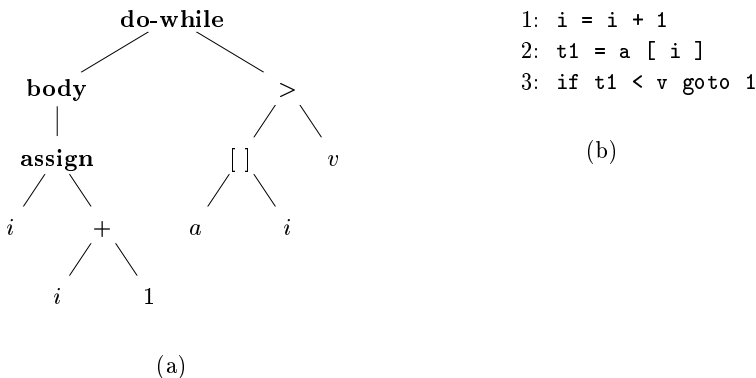 do-while
body >
assign [ ] v
i + a i
i 1
(a)
1: i = i + 1
2: t1 = a [ i ]
3: if t1 < v goto 1
(b)